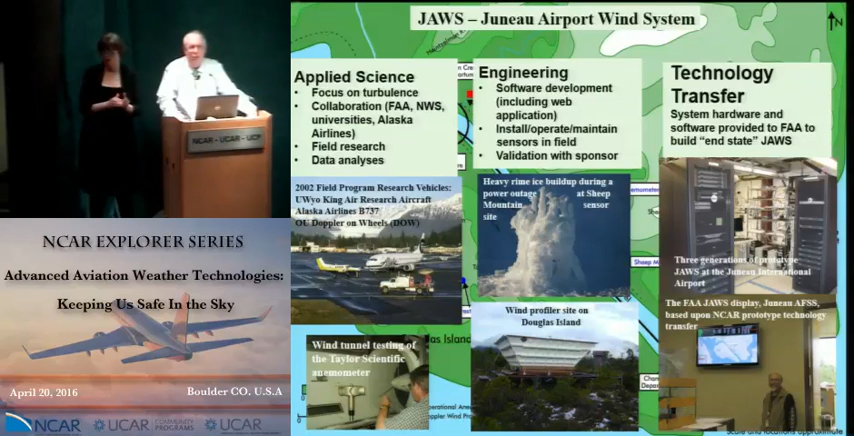 NCAR - UCAR - UCP
NCAR EXPLORER SERIES
Advanced Aviation Weather Technologies:
Keeping Us Safe In the Sky
April 20, 2016
Boulder CO. U.S.A
NCAR
UCAR
COMMUNITY
PROGRAMS
UCAR
JAWS – Juneau Airport Wind System
N
Applied Science
• Focus on turbulence
• Collaboration (FAA, NWS,
universities, Alaska
Airlines)
• Field research
• Data analyses
2002 Field Program Research Vehicles:
UWyo King Air Research Aircraft
Alaska Airlines B737
OU Doppler on Wheels (DOW)
Wind tunnel testing of
the Taylor Scientific
anemometer
Engineering
• Software development
(including web
application)
• Install/operate/maintain
sensors in field
• Validation with sponsor
Heavy rime ice buildup during a
power outage at Sheep
Mountain sensor
site
Wind profiler site on
Douglas Island
Technology
Transfer
System hardware and
software provided to FAA to
build “end state” JAWS
Three generations of prototype
JAWS at the Juneau International
Airport
The FAA JAWS display, Juneau AFSS,
based upon NCAR prototype technology
transfer
Scale and locations approximate